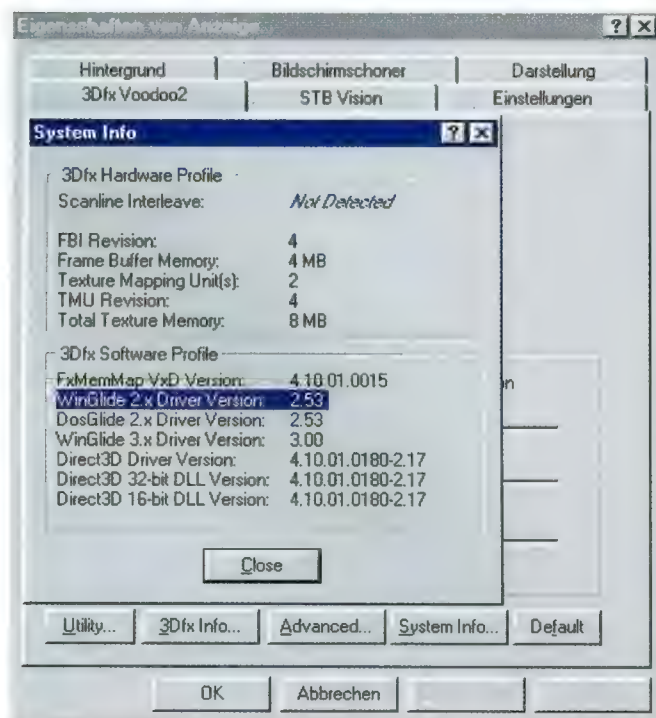 Eigenschaften von Anzeige
Hintergrund
Bildschirmschoner
Darstellung
3Dfx Voodoo2
STB Vision
Einstellungen
System Info
3Dfx Hardware Profile
Scanline Interleave: Not Detected
FBI Revision: 4
Frame Buffer Memory: 4 MB
Texture Mapping Unit(s): 2
TMU Revision: 4
Total Texture Memory: 8 MB
3Dfx Software Profile
FxMemMap VxD Version: 4.10.01.0015
WinGlide 2.x Driver Version: 2.53
DosGlide 2.x Driver Version: 2.53
WinGlide 3.x Driver Version: 3.00
Direct3D Driver Version: 4.10.01.0180-2.17
Direct3D 32-bit DLL Version: 4.10.01.0180-2.17
Direct3D 16-bit DLL Version: 4.10.01.0180-2.17
Close
Utility... 3Dfx Info... Advanced... System Info... Default
OK Abbrechen